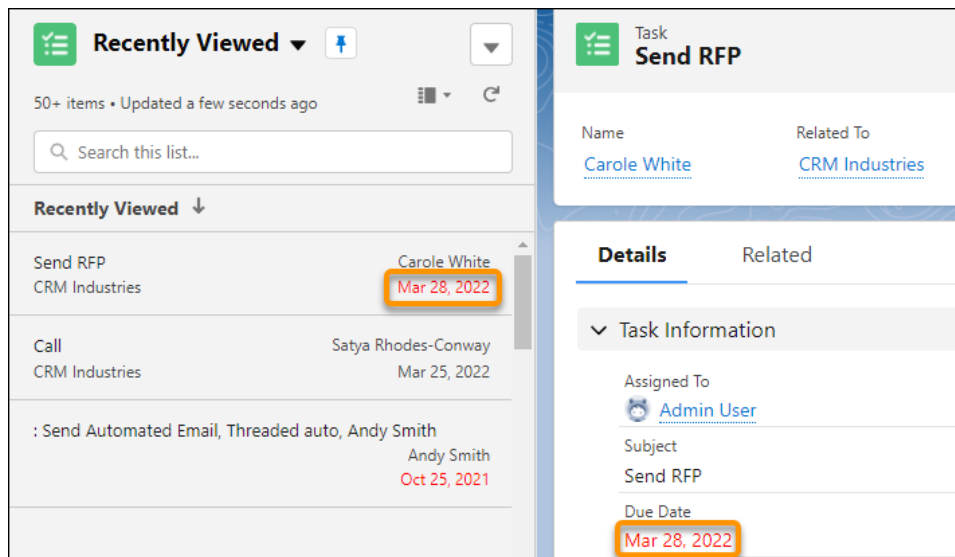 Recently Viewed
50+ items • Updated a few seconds ago
Search this list...
Recently Viewed ↓
Send RFP Carole White
CRM Industries Mar 28, 2022
Call Satya Rhodes-Conway
CRM Industries Mar 25, 2022
: Send Automated Email, Threaded auto, Andy Smith
Andy Smith
Oct 25, 2021
Task
Send RFP
Name Related To
Carole White CRM Industries
Details Related
Task Information
Assigned To
Admin User
Subject
Send RFP
Due Date
Mar 28, 2022